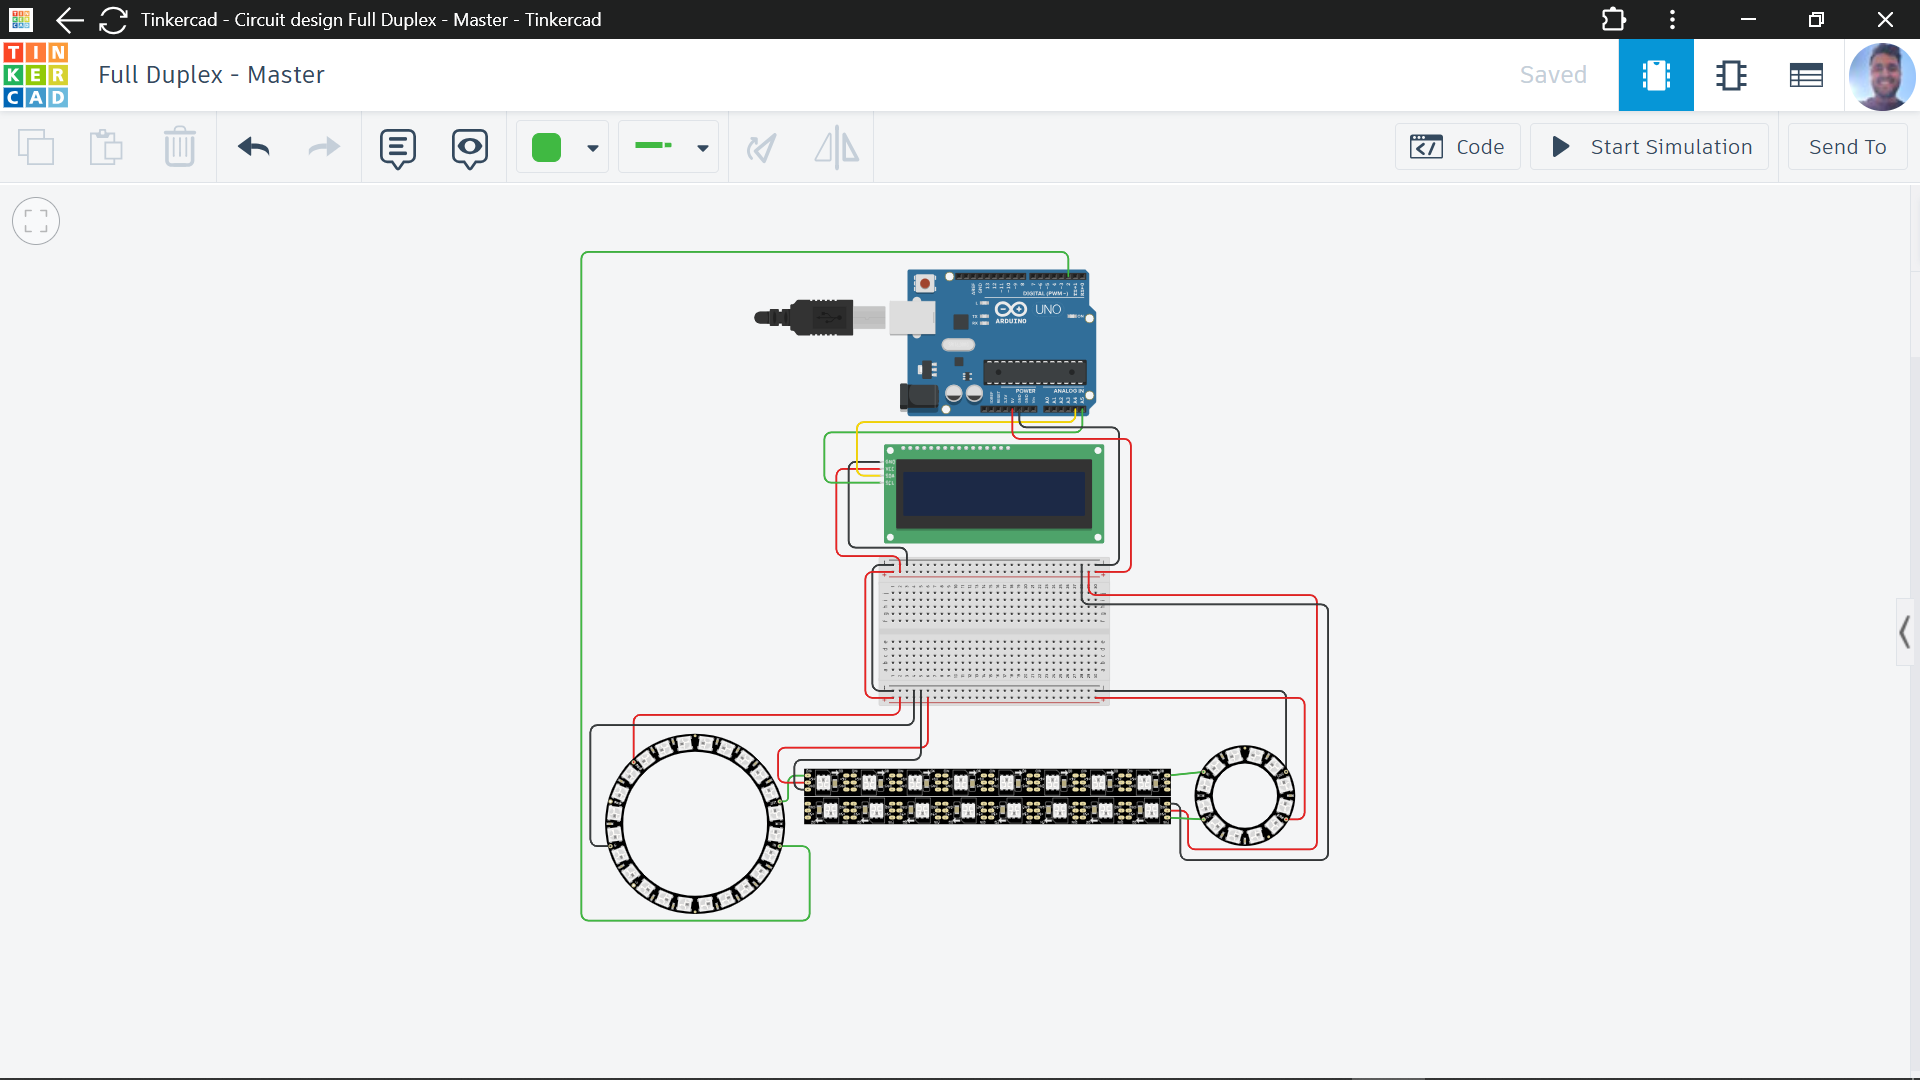 Tinkercad - Circuit design Full Duplex - Master - Tinkercad
TIN
KER
CAD
Full Duplex - Master
Saved
Code
Start Simulation
Send To
DIGITAL (PWM~)
UNO
ARDUINO
POWER
ANALOG IN